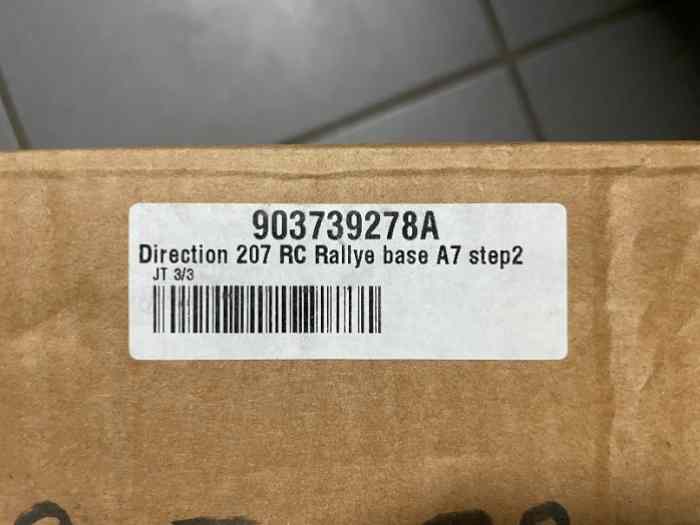 903739278A
Direction 207 RC Rallye base A7 step2
JT 3/3